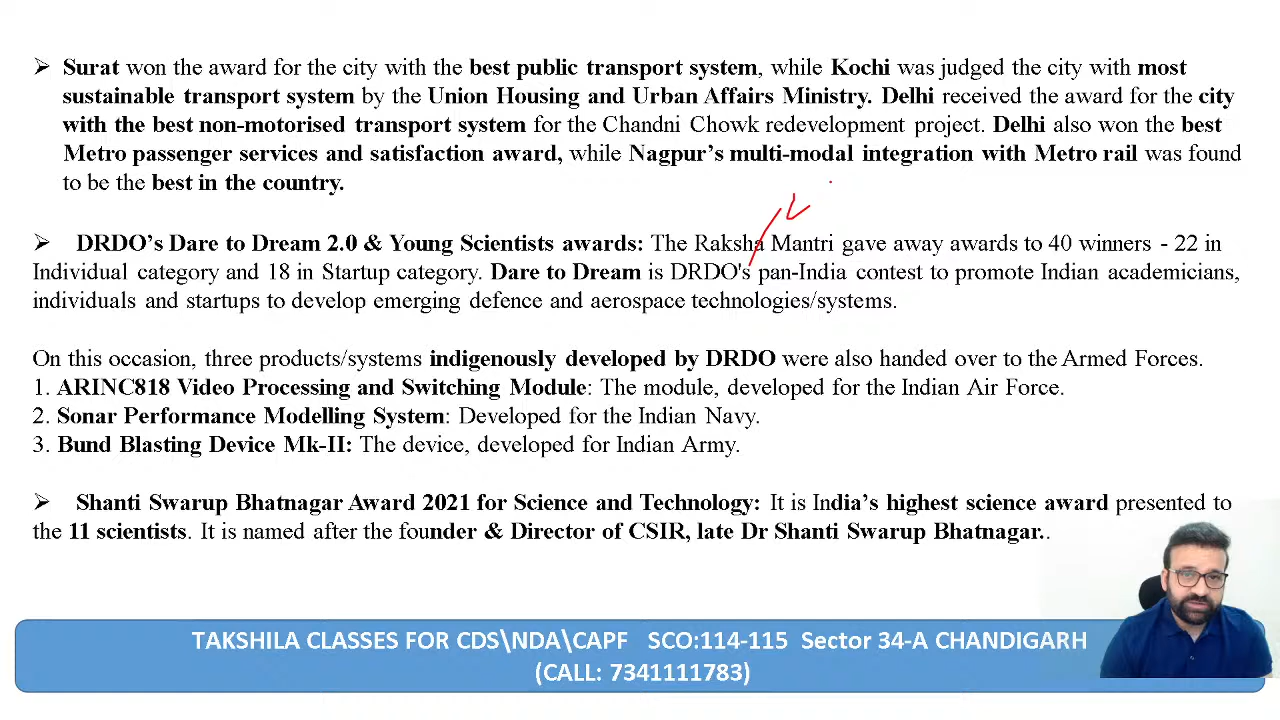 ➤ Surat won the award for the city with the best public transport system, while Kochi was judged the city with most
sustainable transport system by the Union Housing and Urban Affairs Ministry. Delhi received the award for the city
with the best non-motorised transport system for the Chandni Chowk redevelopment project. Delhi also won the best
Metro passenger services and satisfaction award, while Nagpur's multi-modal integration with Metro rail was found
to be the best in the country.
➤ DRDO's Dare to Dream 2.0 & Young Scientists awards: The Raksha Mantri gave away awards to 40 winners - 22 in
Individual category and 18 in Startup category. Dare to Dream is DRDO's pan-India contest to promote Indian academicians,
individuals and startups to develop emerging defence and aerospace technologies/systems.
On this occasion, three products/systems indigenously developed by DRDO were also handed over to the Armed Forces.
1. ARINC818 Video Processing and Switching Module: The module, developed for the Indian Air Force.
2. Sonar Performance Modelling System: Developed for the Indian Navy.
3. Bund Blasting Device Mk-II: The device, developed for Indian Army.
➤ Shanti Swarup Bhatnagar Award 2021 for Science and Technology: It is India's highest science award presented to
the 11 scientists. It is named after the founder & Director of CSIR, late Dr Shanti Swarup Bhatnagar..
TAKSHILA CLASSES FOR CDS\NDA\CAPF SCO:114-115 Sector 34-A CHANDIGARH
(CALL: 7341111783)